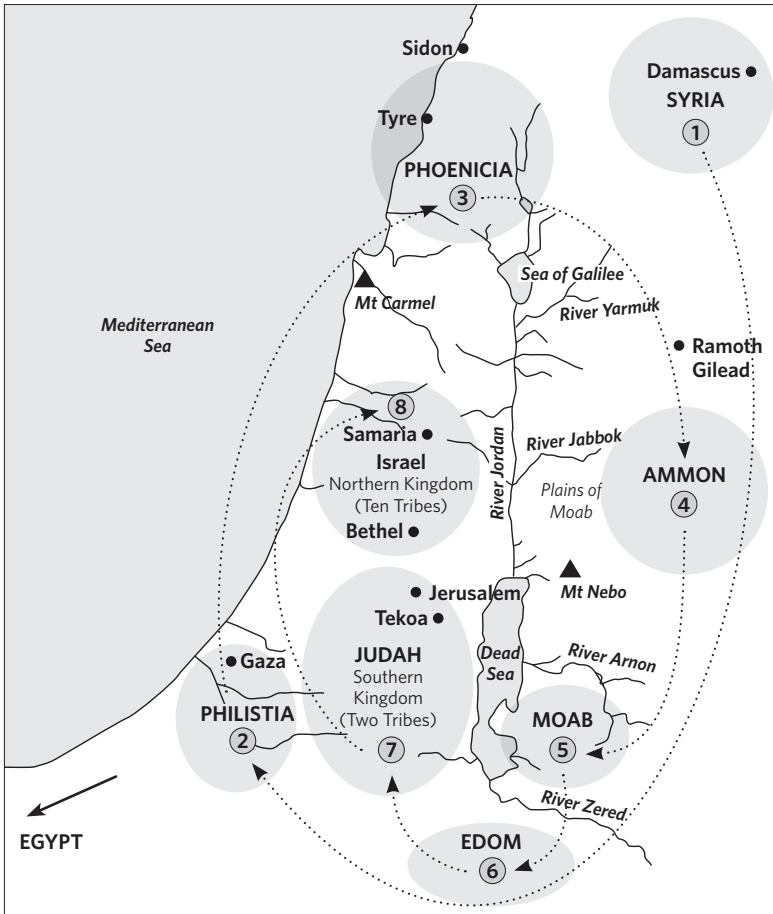 Sidon
Damascus
SYRIA
1
Tyre
PHOENICIA
3
Sea of Galilee
Mt Carmel
River Yarmuk
Mediterranean
Sea
Ramoth
Gilead
8
Samaria
Israel
Northern Kingdom
(Ten Tribes)
Bethel
River Jordan
River Jabbok
Plains of
Moab
AMMON
4
Mt Nebo
Jerusalem
Tekoa
JUDAH
Southern
Kingdom
(Two Tribes)
7
Dead
Sea
River Arnon
Gaza
PHILISTIA
2
MOAB
5
River Zered
EGYPT
EDOM
6